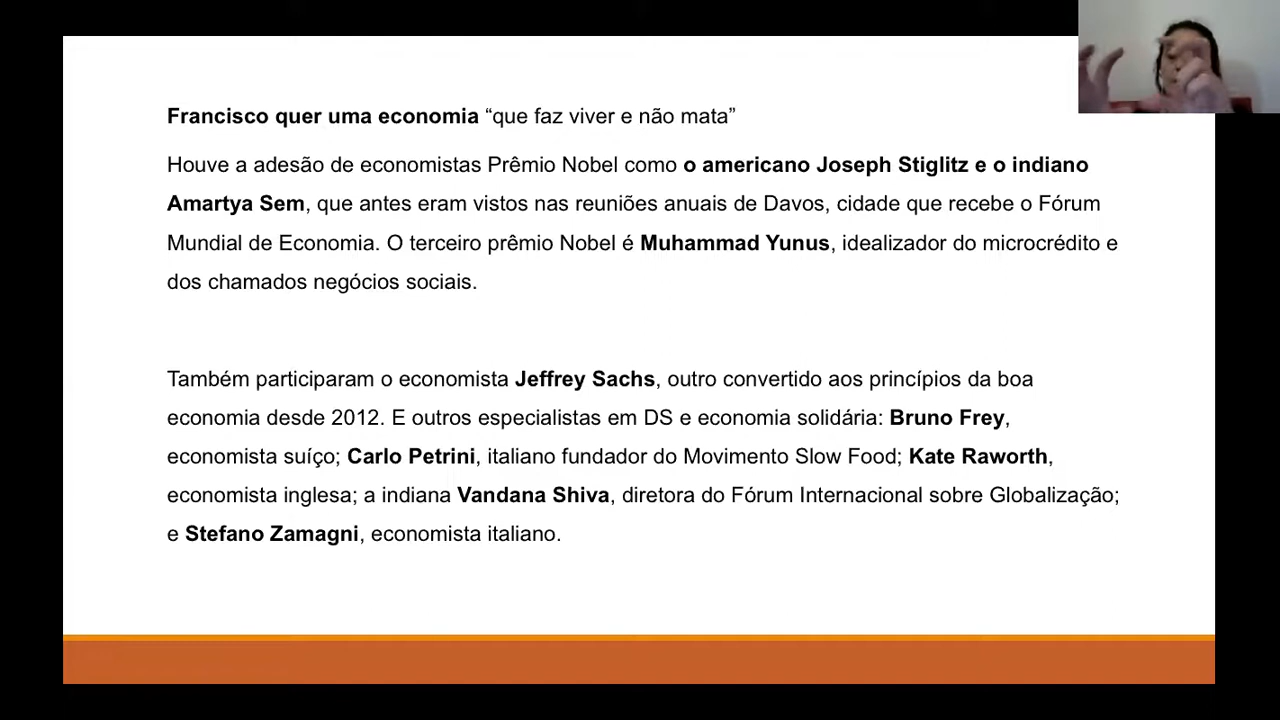 Francisco quer uma economia “que faz viver e não mata”
Houve a adesão de economistas Prêmio Nobel como o americano Joseph Stiglitz e o indiano
Amartya Sem, que antes eram vistos nas reuniões anuais de Davos, cidade que recebe o Fórum
Mundial de Economia. O terceiro prêmio Nobel é Muhammad Yunus, idealizador do microcrédito e
dos chamados negócios sociais.
Também participaram o economista Jeffrey Sachs, outro convertido aos princípios da boa
economia desde 2012. E outros especialistas em DS e economia solidária: Bruno Frey,
economista suíço; Carlo Petrini, italiano fundador do Movimento Slow Food; Kate Raworth,
economista inglesa; a indiana Vandana Shiva, diretora do Fórum Internacional sobre Globalização;
e Stefano Zamagni, economista italiano.